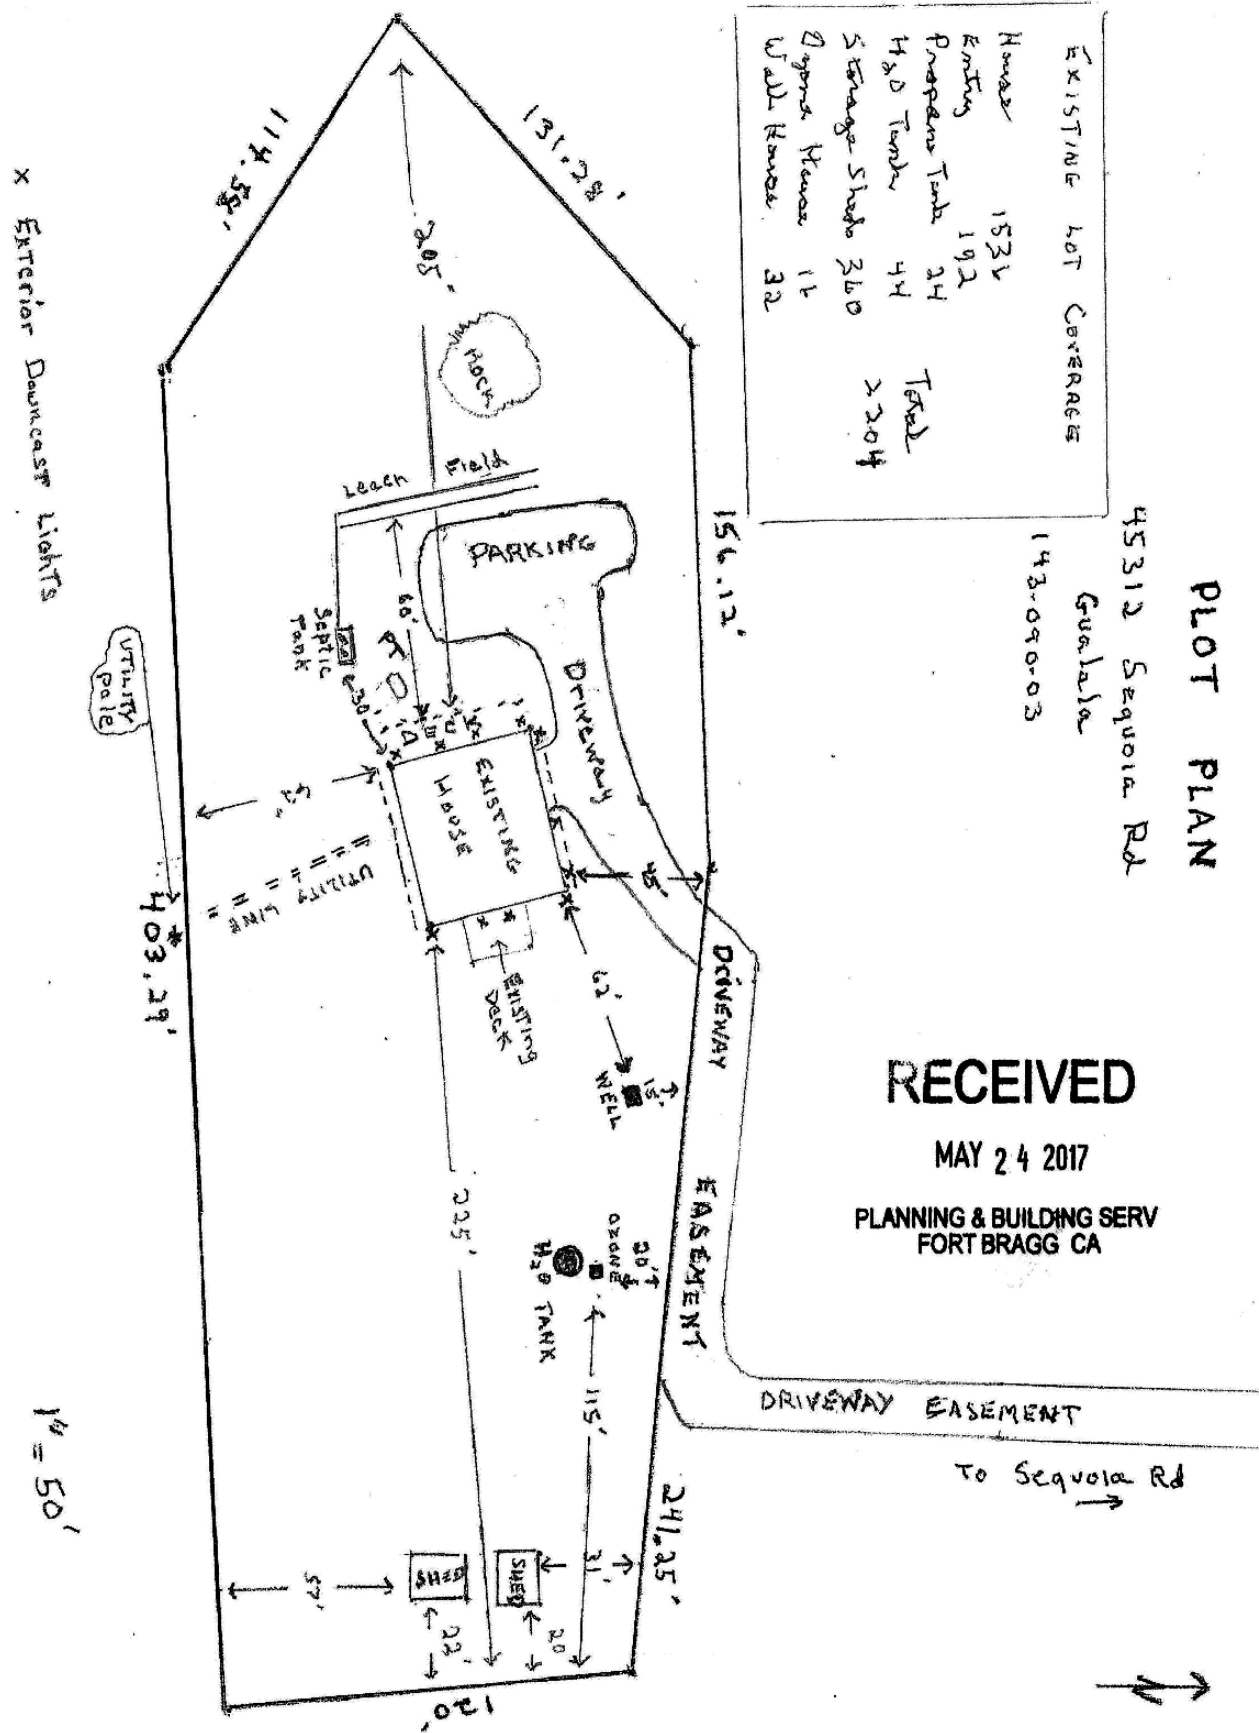 PLOT PLAN
45312 Sequoia Rd
Gualala
143-090-03
EXISTING LOT COVERAGE
House 1536
Entry 192
Propane Tank 24
H2O Tank 44
Storage Sheds 360
Ozone House 16
Well House 32
Total
2204
RECEIVED
MAY 24 2017
PLANNING & BUILDING SERV
FORT BRAGG CA
131.28'
114.58'
205'
ROCK
Leach Field
PARKING
156.12'
60'
Septic
Tank
30'
PT
Driveway
EXISTING
HOUSE
45'
UTILITY
pole
UTILITY LINE
403.29'
EXISTING
DECK
62'
WELL
15'
DRIVEWAY EASEMENT
225'
OZONE
20'
H2O TANK
115'
DRIVEWAY EASEMENT
To Sequoia Rd
241.25'
SHED
SHED
31'
57'
22'
20
120'
x Exterior Downcast Lights
1" = 50'
N